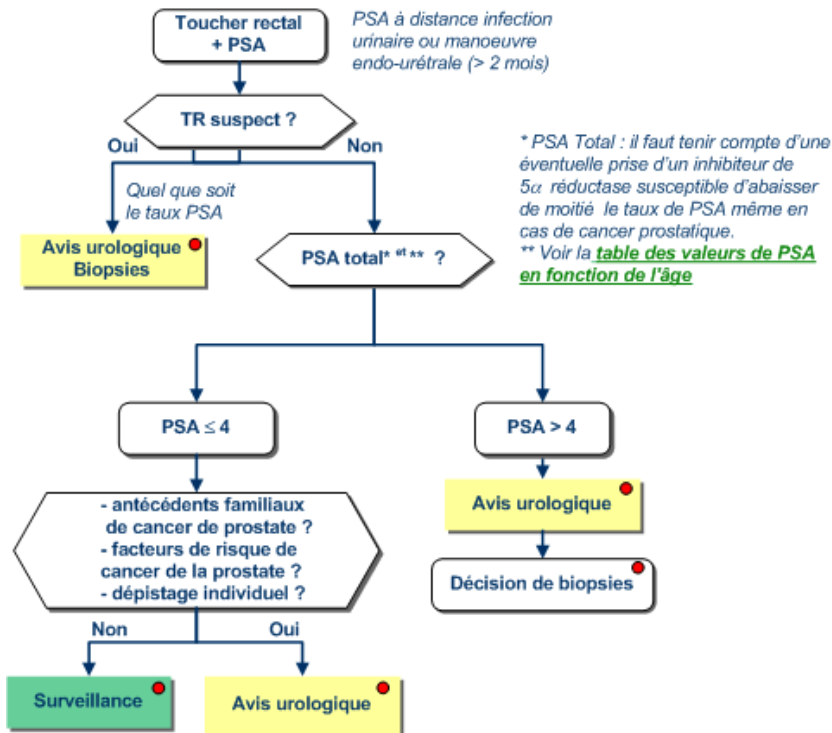 Toucher rectal
+ PSA
PSA à distance infection
urinaire ou manoeuvre
endo-urétrale (> 2 mois)
TR suspect ?
Oui
Non
Quel que soit
le taux PSA
* PSA Total : il faut tenir compte d'une
éventuelle prise d'un inhibiteur de
5α réductase susceptible d'abaisser
de moitié le taux de PSA même en
cas de cancer prostatique.
** Voir la table des valeurs de PSA
en fonction de l'âge
Avis urologique
Biopsies
PSA total* et ** ?
PSA ≤ 4
PSA > 4
- antécédents familiaux
de cancer de prostate ?
- facteurs de risque de
cancer de la prostate ?
- dépistage individuel ?
Avis urologique
Décision de biopsies
Non
Oui
Surveillance
Avis urologique